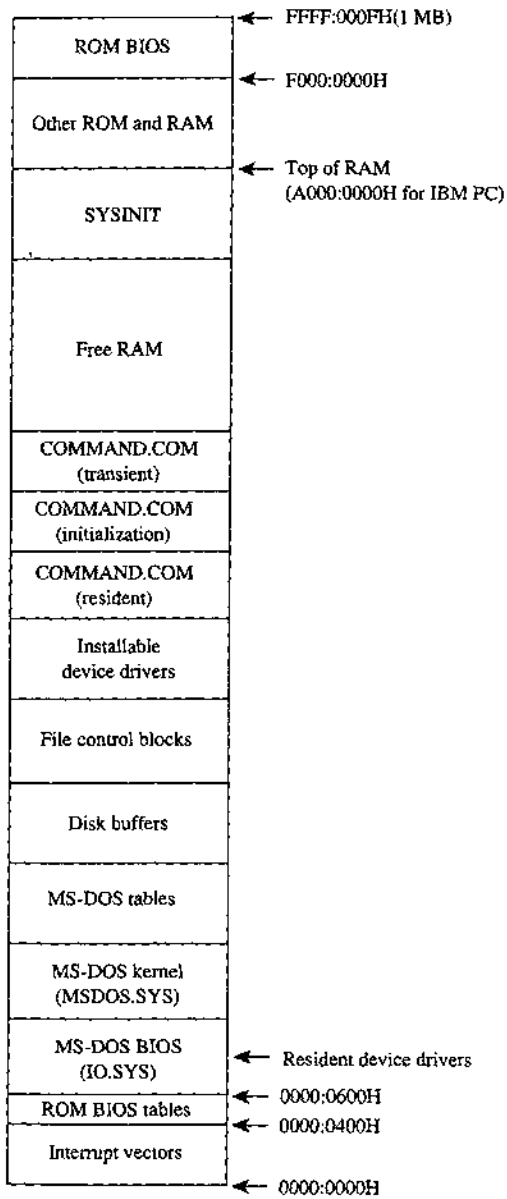 FFFF:000FH(1 MB)
ROM BIOS
F000:0000H
Other ROM and RAM
Top of RAM
(A000:0000H for IBM PC)
SYSINIT
Free RAM
COMMAND.COM
(transient)
COMMAND.COM
(initialization)
COMMAND.COM
(resident)
Installable
device drivers
File control blocks
Disk buffers
MS-DOS tables
MS-DOS kernel
(MSDOS.SYS)
MS-DOS BIOS
(IO.SYS)
Resident device drivers
0000:0600H
ROM BIOS tables
0000:0400H
Interrupt vectors
0000:0000H